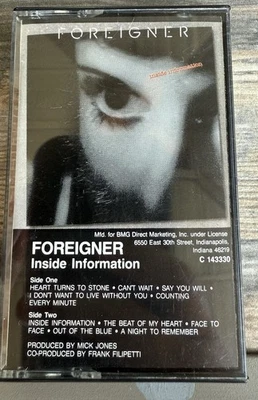 FOREIGNER
Inside Information
Mfd. for BMG Direct Marketing, Inc. under License
6550 East 30th Street, Indianapolis,
Indiana 46219
C 143330
FOREIGNER
Inside Information
Side One
HEART TURNS TO STONE • CAN'T WAIT • SAY YOU WILL •
I DON'T WANT TO LIVE WITHOUT YOU • COUNTING
EVERY MINUTE
Side Two
INSIDE INFORMATION • THE BEAT OF MY HEART • FACE TO
FACE • OUT OF THE BLUE • A NIGHT TO REMEMBER
PRODUCED BY MICK JONES
CO-PRODUCED BY FRANK FILIPETTI